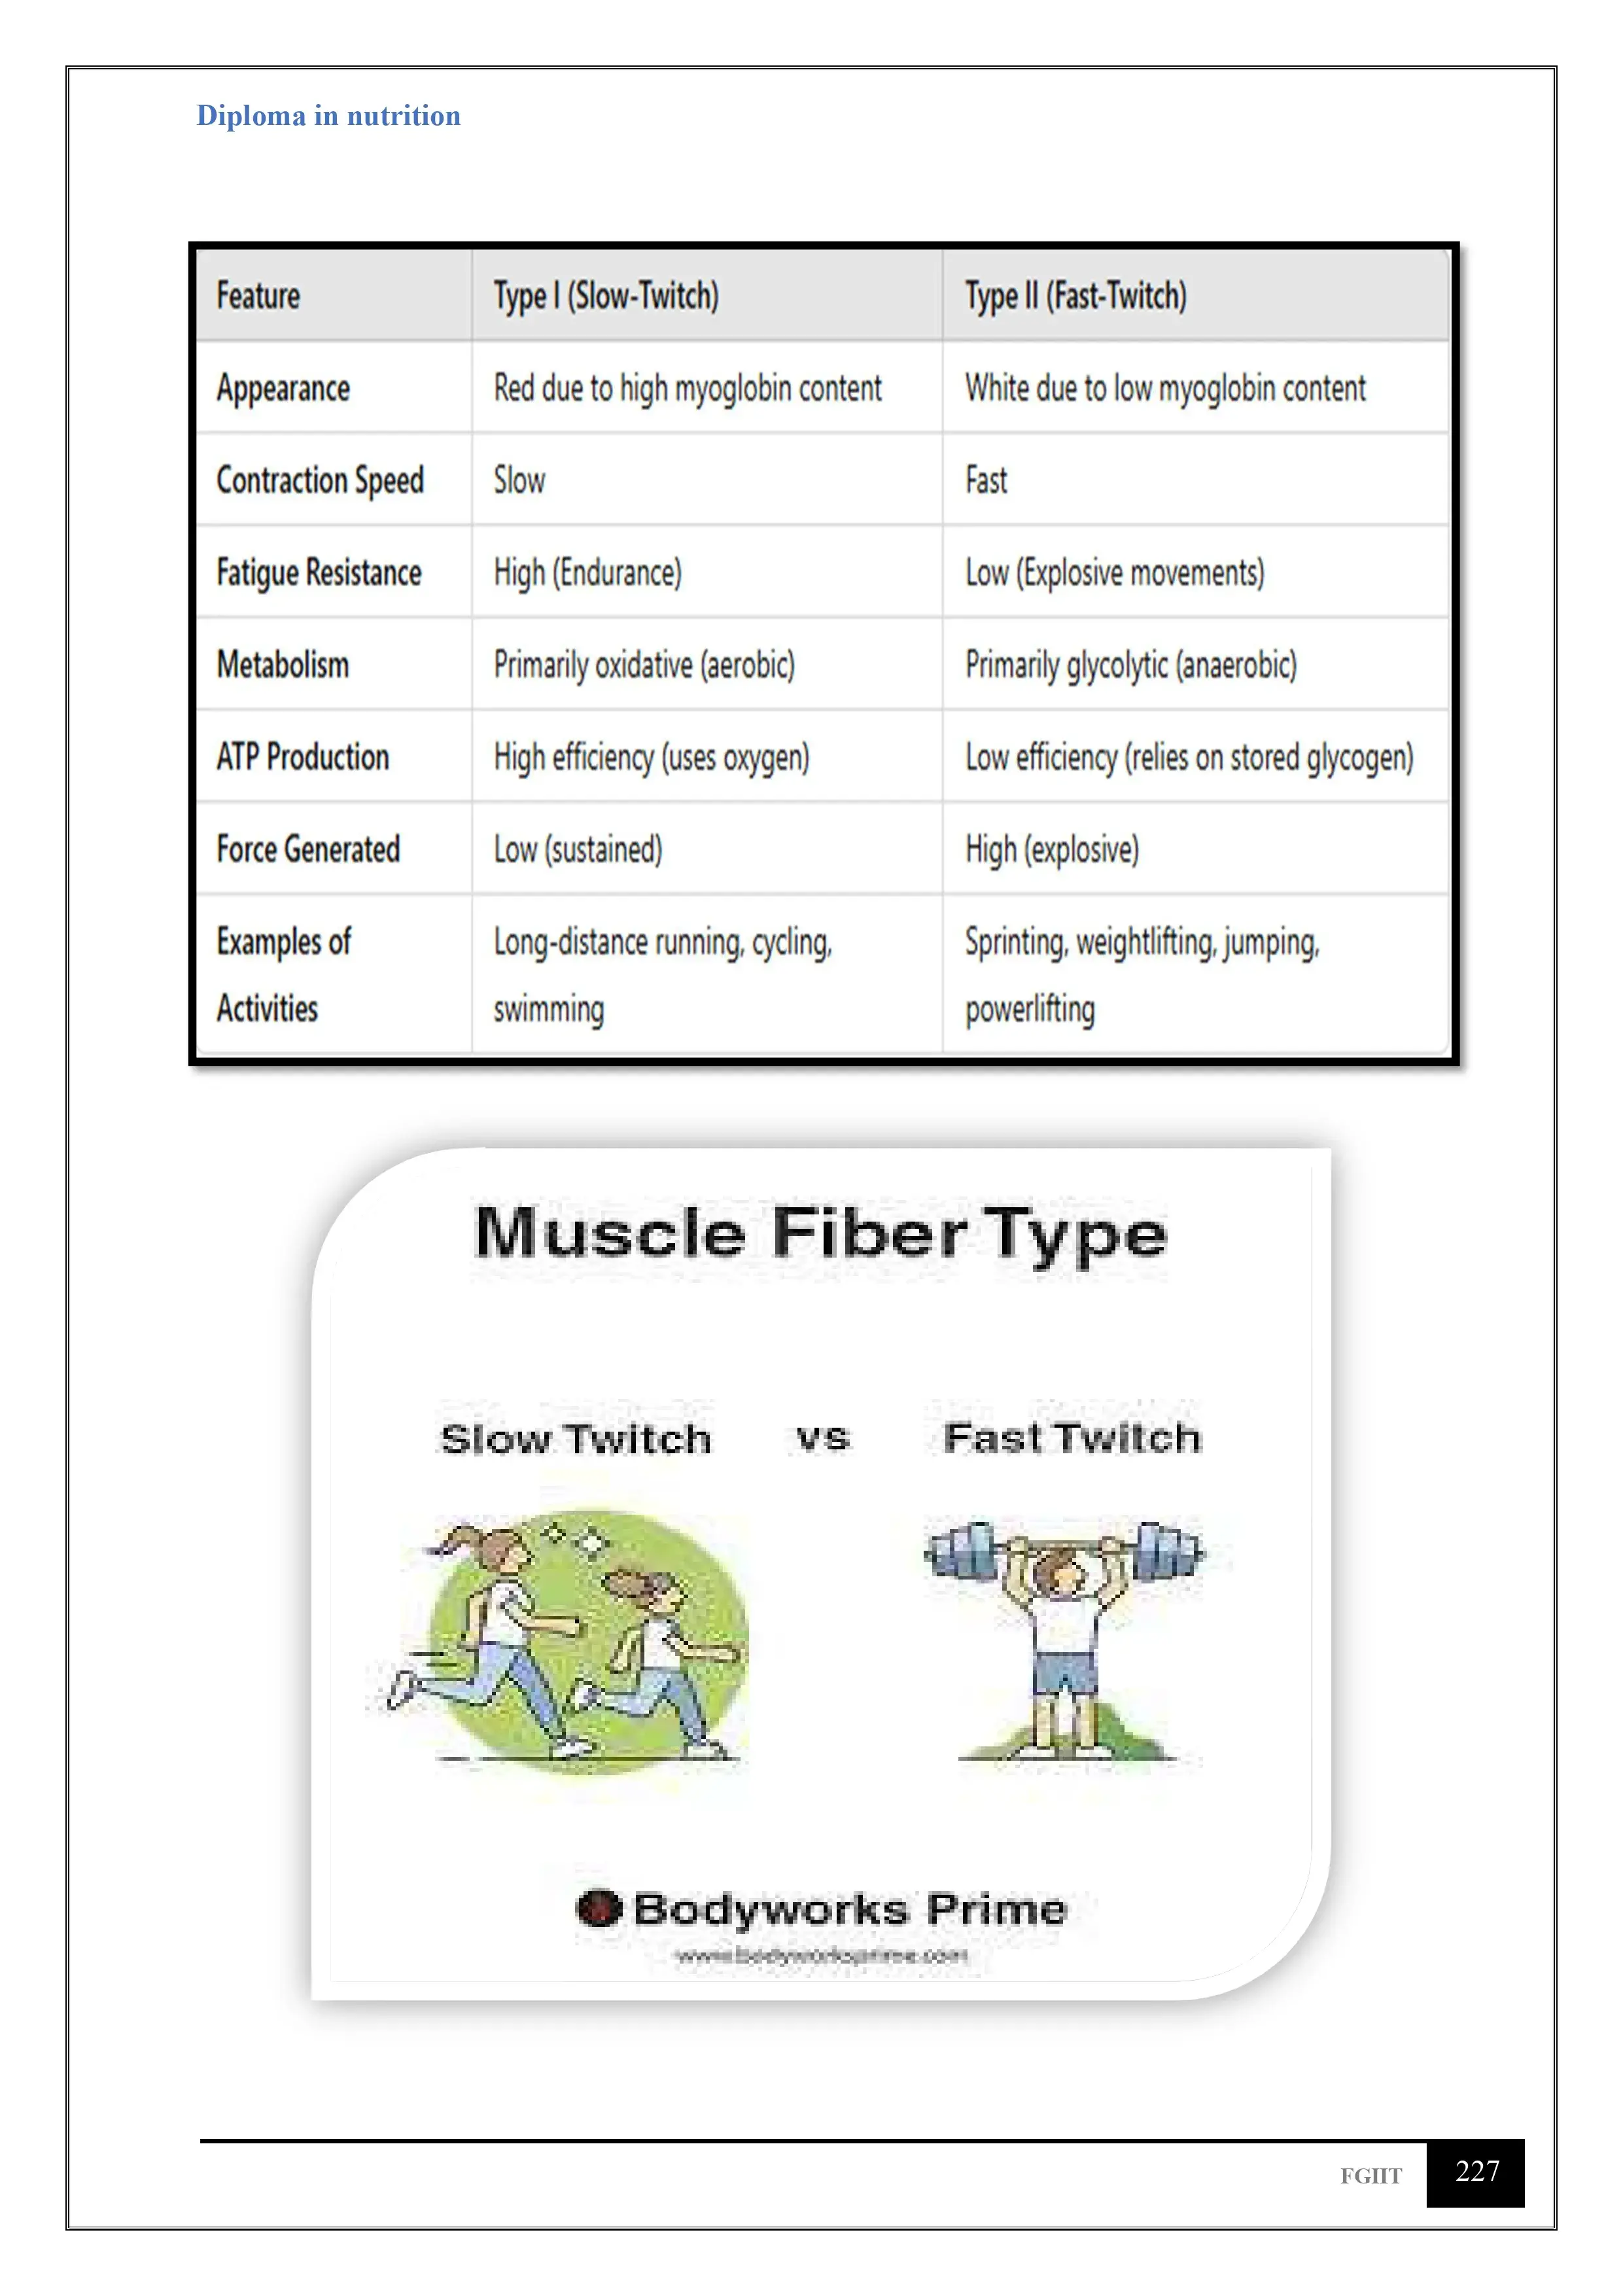 Diploma in nutrition
Feature Type I (Slow-Twitch) Type II (Fast-Twitch)
Appearance Red due to high myoglobin content White due to low myoglobin content
Contraction Speed Slow Fast
Fatigue Resistance High (Endurance) Low (Explosive movements)
Metabolism Primarily oxidative (aerobic) Primarily glycolytic (anaerobic)
ATP Production High efficiency (uses oxygen) Low efficiency (relies on stored glycogen)
Force Generated Low (sustained) High (explosive)
Examples of Long-distance running, cycling, Sprinting, weightlifting, jumping,
Activities swimming powerlifting
Muscle Fiber Type
Slow Twitch vs Fast Twitch
Bodyworks Prime
www.bodyworksprime.com
FGIIT 227